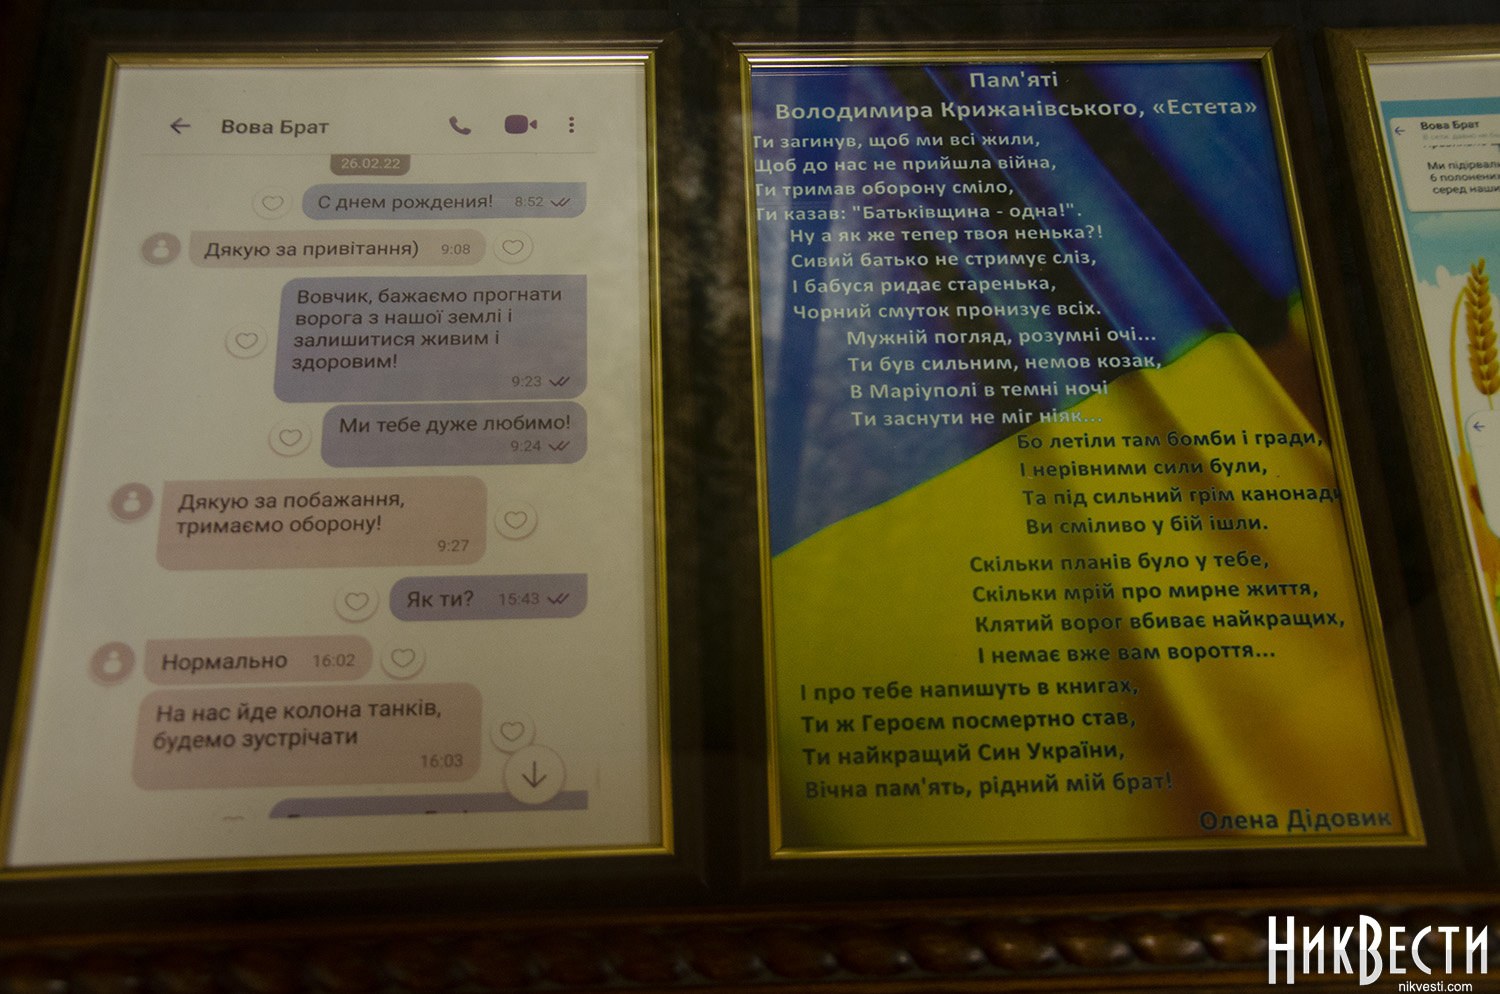 Вова Брат
26.02.22
С днем рождения! 8:52
Дякую за привітання) 9:08
Вовчик, бажаємо прогнати
ворога з нашої землі і
залишитися живим і
здоровим!
9:23
Ми тебе дуже любимо!
9:24
Дякую за побажання,
тримаємо оборону!
9:27
Як ти? 15:43
Нормально 16:02
На нас йде колона танків,
будемо зустрічати
16:03
Пам'яті
Володимира Крижанівського, «Естета»
Ти загинув, щоб ми всі жили,
Щоб до нас не прийшла війна,
Ти тримав оборону сміло,
Ти казав: "Батьківщина - одна!".
Ну а як же тепер твоя ненька?!
Сивий батько не стримує сліз,
І бабуся ридає старенька,
Чорний смуток пронизує всіх.
Мужній погляд, розумні очі...
Ти був сильним, немов козак,
В Маріуполі в темні ночі
Ти заснути не міг ніяк...
Бо летіли там бомби і гради,
І нерівними сили були,
Та під сильний грім канонади
Ви сміливо у бій ішли.
Скільки планів було у тебе,
Скільки мрій про мирне життя,
Клятий ворог вбиває найкращих,
І немає вже вам вороття...
І про тебе напишуть в книгах,
Ти ж Героєм посмертно став,
Ти найкращий Син України,
Вічна пам'ять, рідний мій брат!
Олена Дідовик
Вова Брат
Ми підірвали
6 полонених
серед наши
НикВести
nikvesti.com